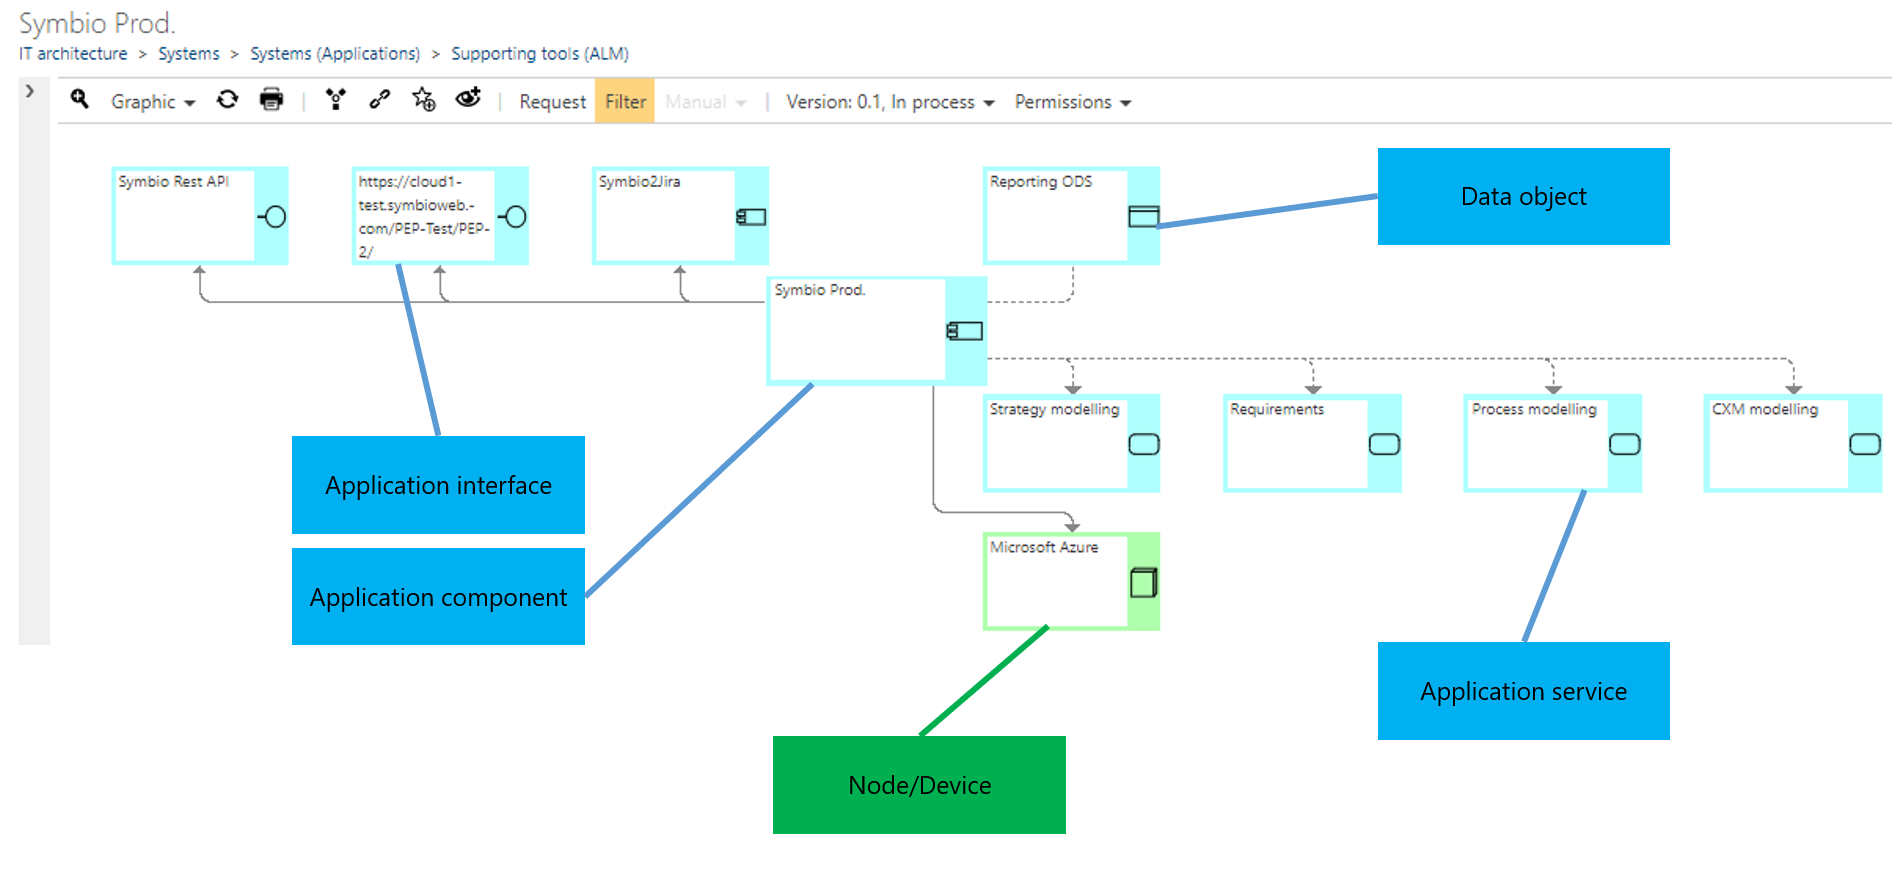 Symbio Prod.
IT architecture > Systems > Systems (Applications) > Supporting tools (ALM)
Graphic | | Request Filter Manual | Version: 0.1, In process Permissions
Symbio Rest API
https://cloud1-
test.symbioweb.-
com/PEP-Test/PEP-
2/
Symbio2Jira
Reporting ODS
Data object
Symbio Prod.
Strategy modelling
Requirements
Process modelling
CXM modelling
Application interface
Microsoft Azure
Application component
Application service
Node/Device